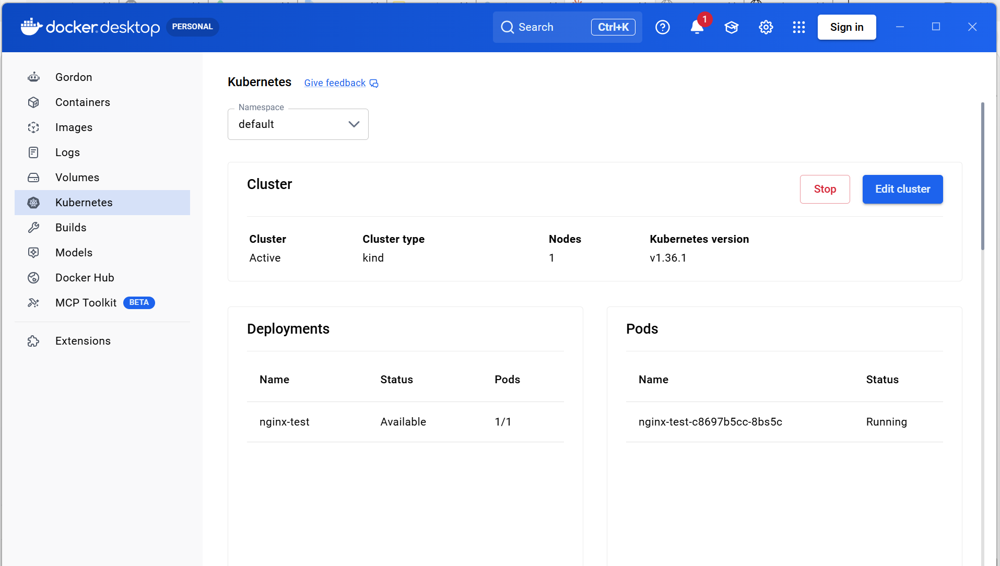 docker.desktop PERSONAL
Search Ctrl+K
1
Sign in
Gordon
Containers
Images
Logs
Volumes
Kubernetes
Builds
Models
Docker Hub
MCP Toolkit BETA
Extensions
Kubernetes Give feedback
Namespace
default
Cluster
Stop Edit cluster
Cluster Cluster type Nodes Kubernetes version
Active kind 1 v1.36.1
Deployments
Name Status Pods
nginx-test Available 1/1
Pods
Name Status
nginx-test-c8697b5cc-8bs5c Running